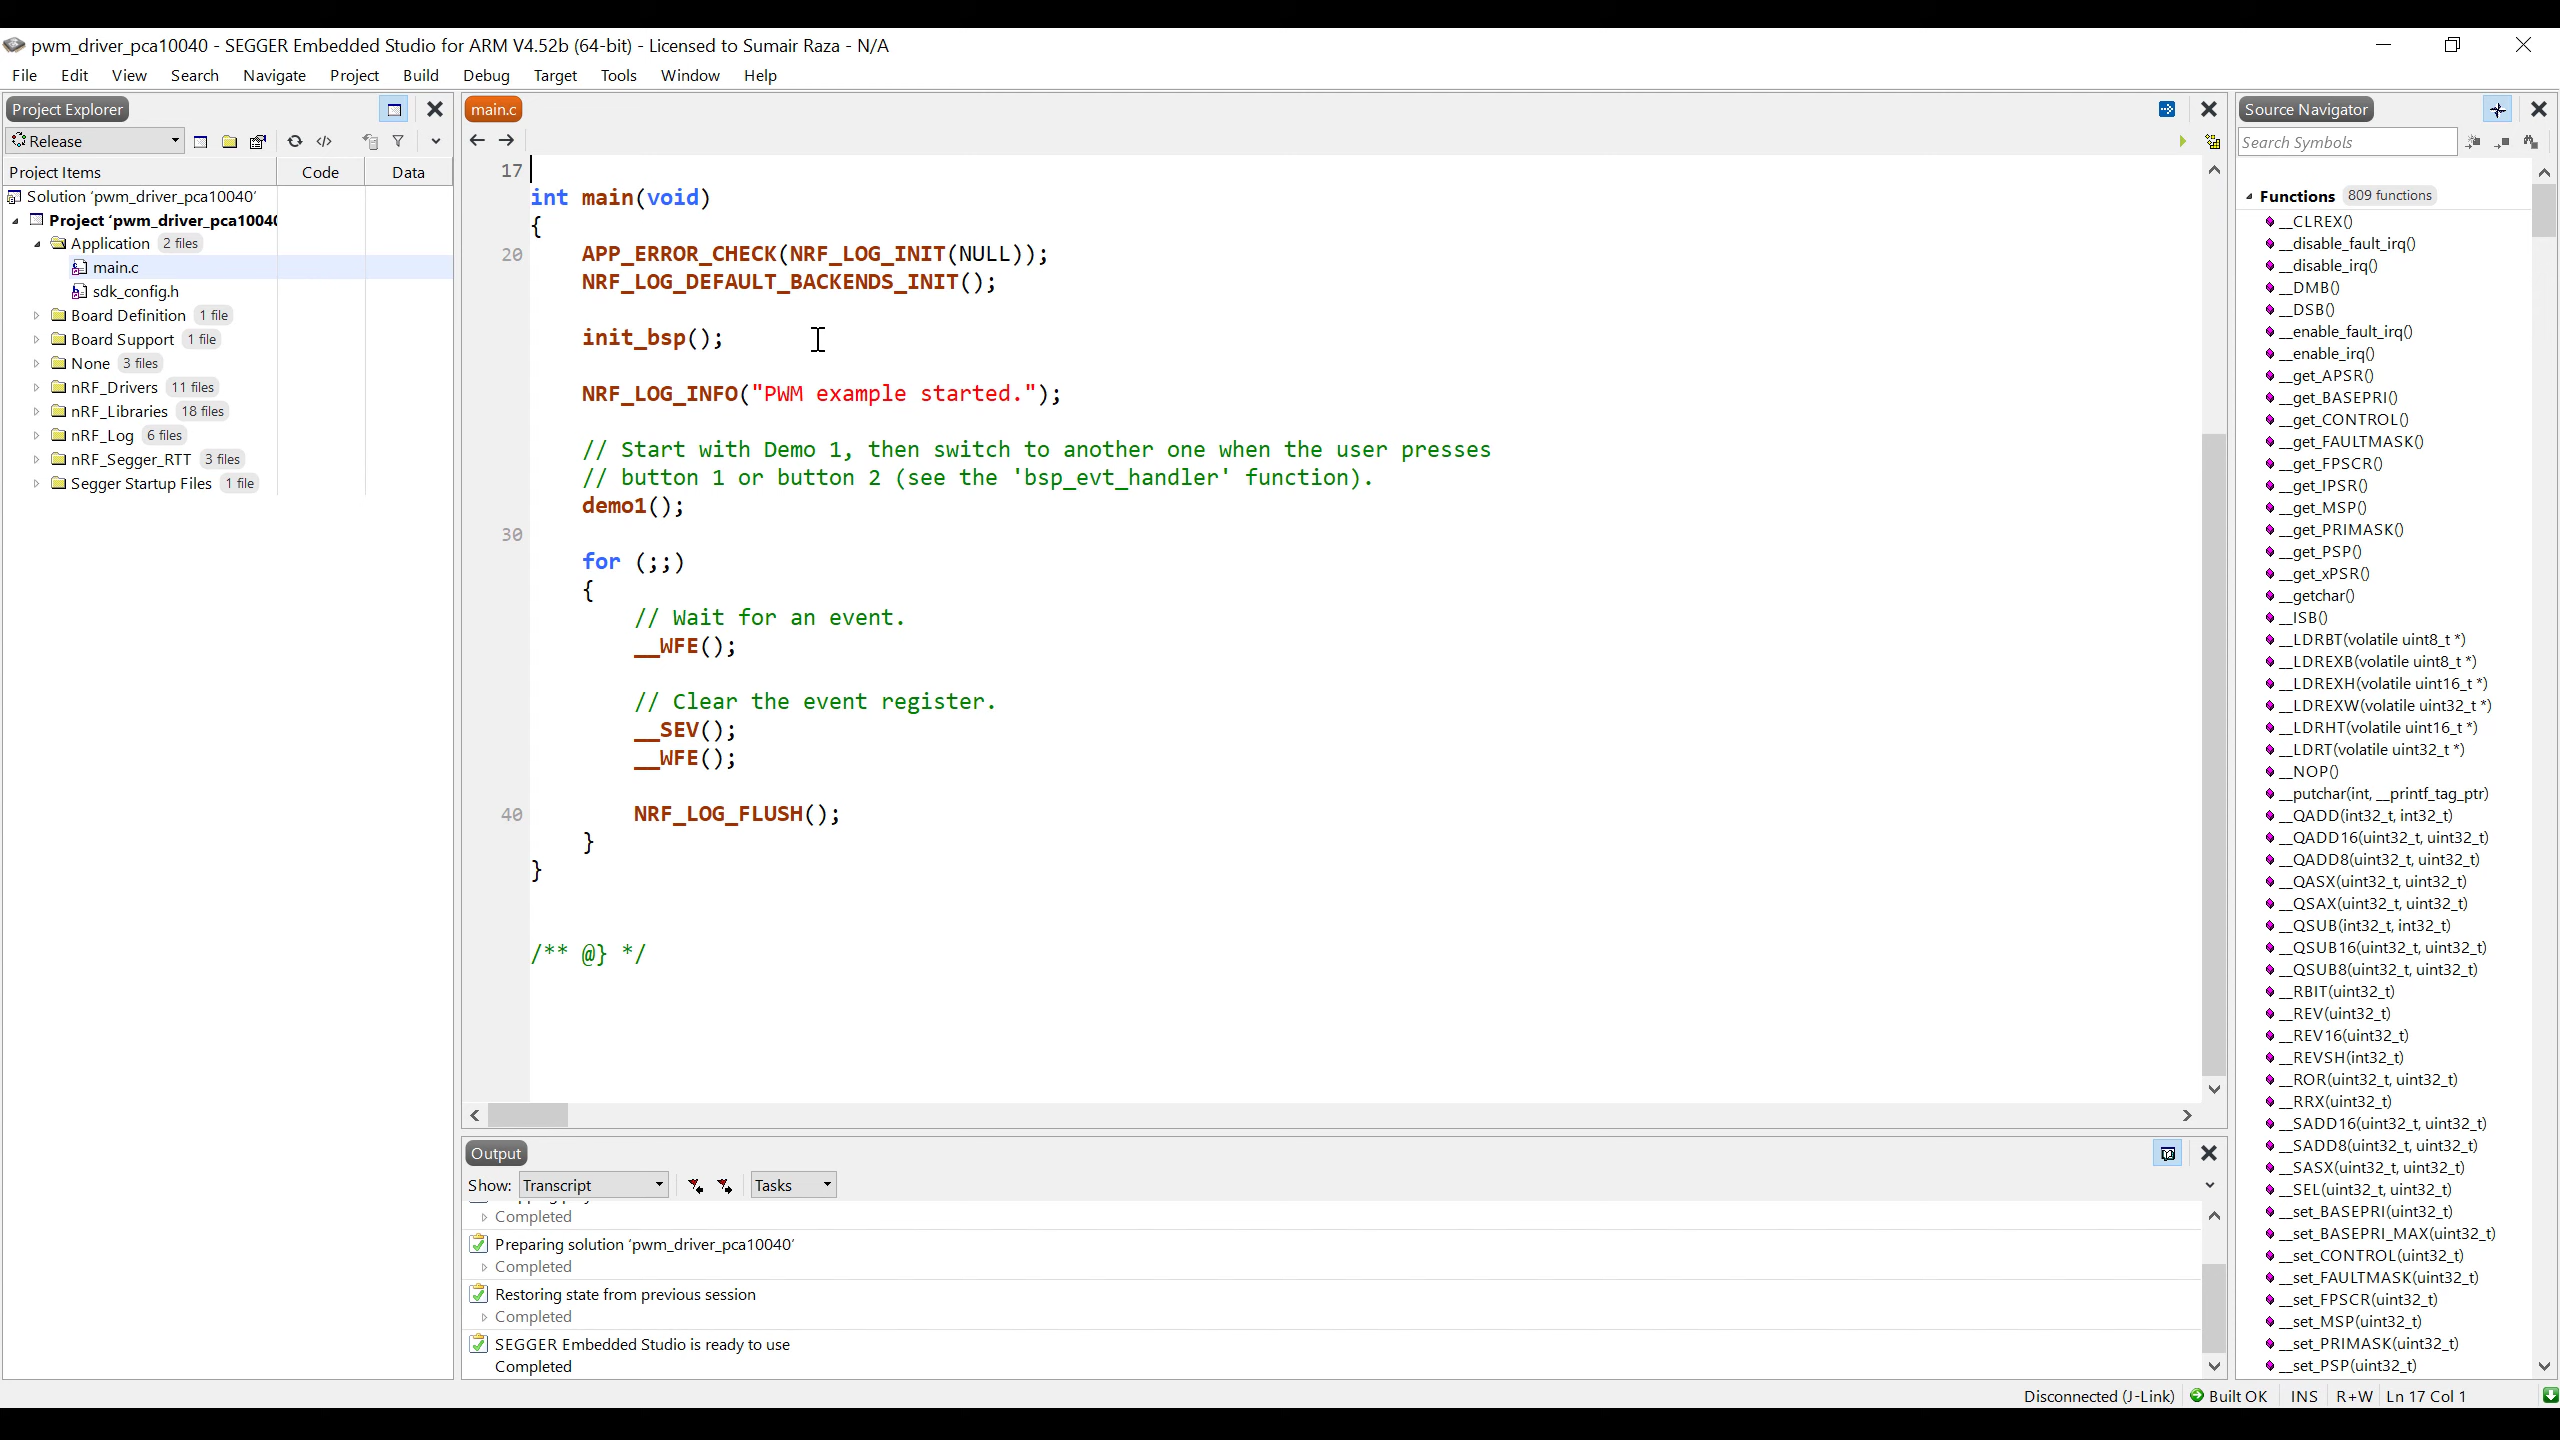 pwm_driver_pca10040 - SEGGER Embedded Studio for ARM V4.52b (64-bit) - Licensed to Sumair Raza - N/A
File Edit View Search Navigate Project Build Debug Target Tools Window Help
Project Explorer
Release
Project Items Code Data
Solution 'pwm_driver_pca10040'
Project 'pwm_driver_pca10040
Application 2 files
main.c
sdk_config.h
Board Definition 1 file
Board Support 1 file
None 3 files
nRF_Drivers 11 files
nRF_Libraries 18 files
nRF_Log 6 files
nRF_Segger_RTT 3 files
Segger Startup Files 1 file
main.c
17
int main(void)
{
20 APP_ERROR_CHECK(NRF_LOG_INIT(NULL));
NRF_LOG_DEFAULT_BACKENDS_INIT();
init_bsp();
NRF_LOG_INFO("PWM example started.");
// Start with Demo 1, then switch to another one when the user presses
// button 1 or button 2 (see the 'bsp_evt_handler' function).
demo1();
30
for (;;)
{
// Wait for an event.
__WFE();
// Clear the event register.
__SEV();
__WFE();
40 NRF_LOG_FLUSH();
}
}
/** @} */
Output
Show: Transcript Tasks
Completed
Preparing solution 'pwm_driver_pca10040'
Completed
Restoring state from previous session
Completed
SEGGER Embedded Studio is ready to use
Completed
Source Navigator
Search Symbols
Functions 809 functions
__CLREX()
__disable_fault_irq()
__disable_irq()
__DMB()
__DSB()
__enable_fault_irq()
__enable_irq()
__get_APSR()
__get_BASEPRI()
__get_CONTROL()
__get_FAULTMASK()
__get_FPSCR()
__get_IPSR()
__get_MSP()
__get_PRIMASK()
__get_PSP()
__get_xPSR()
__getchar()
__ISB()
__LDRBT(volatile uint8_t *)
__LDREXB(volatile uint8_t *)
__LDREXH(volatile uint16_t *)
__LDREXW(volatile uint32_t *)
__LDRHT(volatile uint16_t *)
__LDRT(volatile uint32_t *)
__NOP()
__putchar(int, __printf_tag_ptr)
__QADD(int32_t, int32_t)
__QADD16(uint32_t, uint32_t)
__QADD8(uint32_t, uint32_t)
__QASX(uint32_t, uint32_t)
__QSAX(uint32_t, uint32_t)
__QSUB(int32_t, int32_t)
__QSUB16(uint32_t, uint32_t)
__QSUB8(uint32_t, uint32_t)
__RBIT(uint32_t)
__REV(uint32_t)
__REV16(uint32_t)
__REVSH(int32_t)
__ROR(uint32_t, uint32_t)
__RRX(uint32_t)
__SADD16(uint32_t, uint32_t)
__SADD8(uint32_t, uint32_t)
__SASX(uint32_t, uint32_t)
__SEL(uint32_t, uint32_t)
__set_BASEPRI(uint32_t)
__set_BASEPRI_MAX(uint32_t)
__set_CONTROL(uint32_t)
__set_FAULTMASK(uint32_t)
__set_FPSCR(uint32_t)
__set_MSP(uint32_t)
__set_PRIMASK(uint32_t)
__set_PSP(uint32_t)
Disconnected (J-Link) Built OK INS R+W Ln 17 Col 1